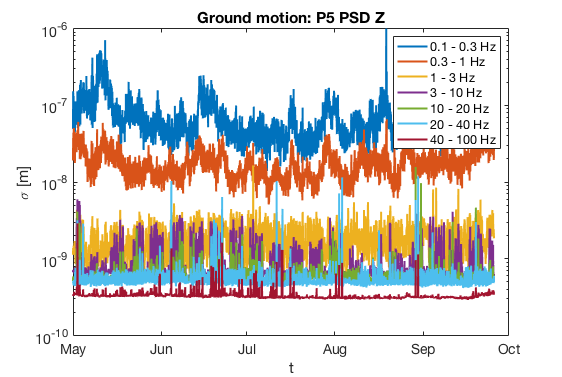 Ground motion: P5 PSD Z
10^-6
10^-7
10^-8
10^-9
10^-10
σ [m]
0.1 - 0.3 Hz
0.3 - 1 Hz
1 - 3 Hz
3 - 10 Hz
10 - 20 Hz
20 - 40 Hz
40 - 100 Hz
May Jun Jul Aug Sep Oct
t